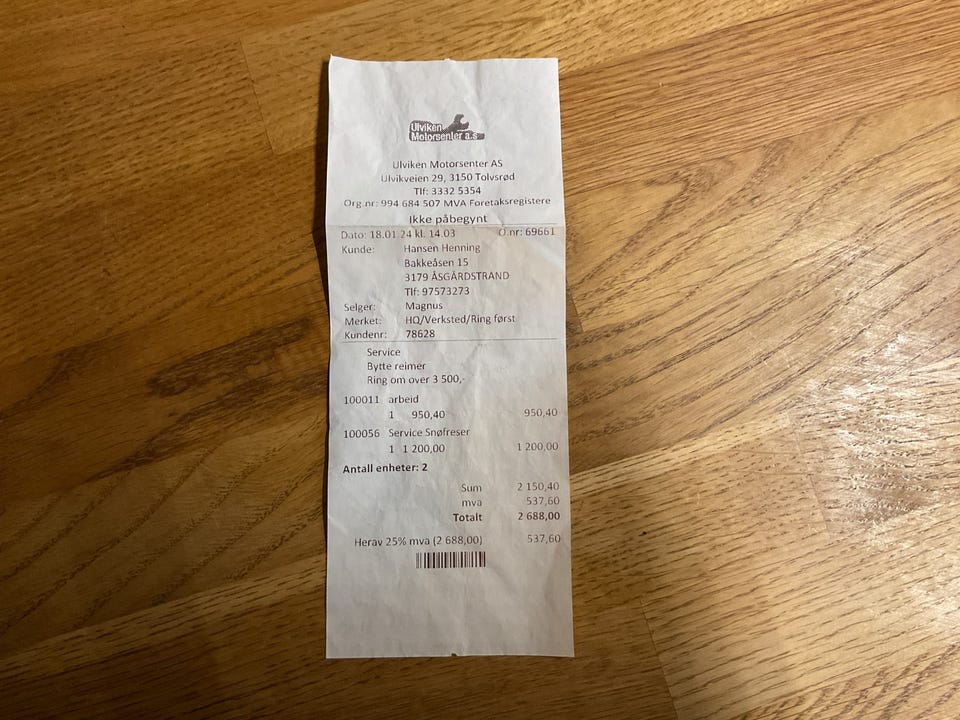 Ulviken
Motorsenter a.s
Ulviken Motorsenter AS
Ulvikveien 29, 3150 Tolvsrød
Tlf: 3332 5354
Org.nr: 994 684 507 MVA Foretaksregistere
Ikke påbegynt
Dato: 18.01.24 kl. 14.03 O.nr: 69661
Kunde: Hansen Henning
Bakkeåsen 15
3179 ÅSGÅRDSTRAND
Tlf: 97573273
Selger: Magnus
Merket: HQ/Verksted/Ring først
Kundenr: 78628
Service
Bytte reimer
Ring om over 3 500,-
100011 arbeid
1 950,40 950,40
100056 Service Snøfreser
1 1 200,00 1 200,00
Antall enheter: 2
Sum 2 150,40
mva 537,60
Totalt 2 688,00
Herav 25% mva (2 688,00) 537,60